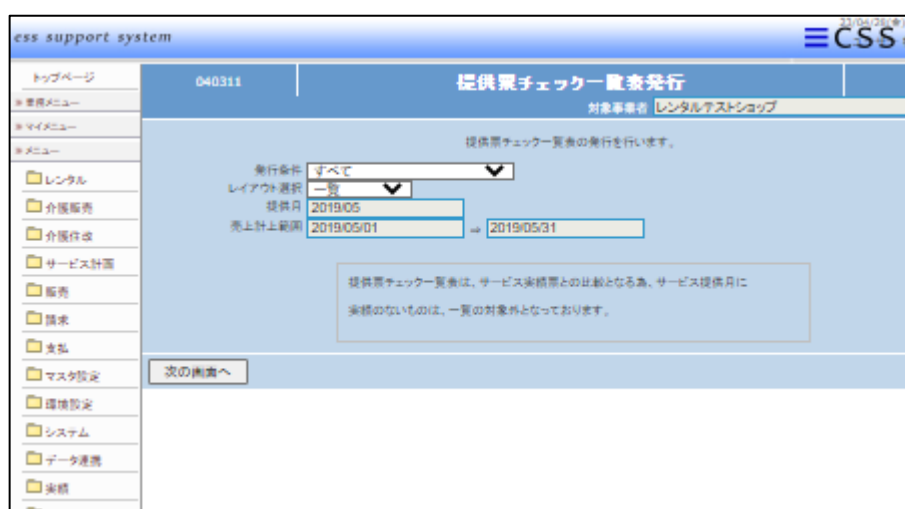 ess support system
23/04/28(金)
CSS
トップページ
業務メニュー
マイメニュー
メニュー
レンタル
介護販売
介護住改
サービス計画
販売
請求
支払
マスタ設定
環境設定
システム
データ連携
実績
040311
提供票チェック一覧表発行
対象事業者 レンタルテストショップ
提供票チェック一覧表の発行を行います。
発行条件 すべて
レイアウト選択 一覧
提供月 2019/05
売上計上範囲 2019/05/01 ⇒ 2019/05/31
提供票チェック一覧表は、サービス実績票との比較となる為、サービス提供月に
実績のないものは、一覧の対象外となっております。
次の画面へ